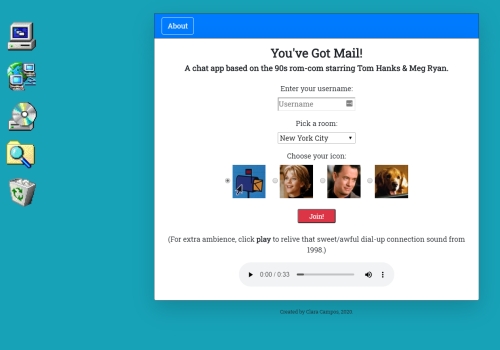 About
You've Got Mail!
A chat app based on the 90s rom-com starring Tom Hanks & Meg Ryan.
Enter your username:
Username
Pick a room:
New York City
Choose your icon:
Join!
(For extra ambience, click play to relive that sweet/awful dial-up connection sound from
1998.)
0:00 / 0:33
Created by Clara Campos, 2020